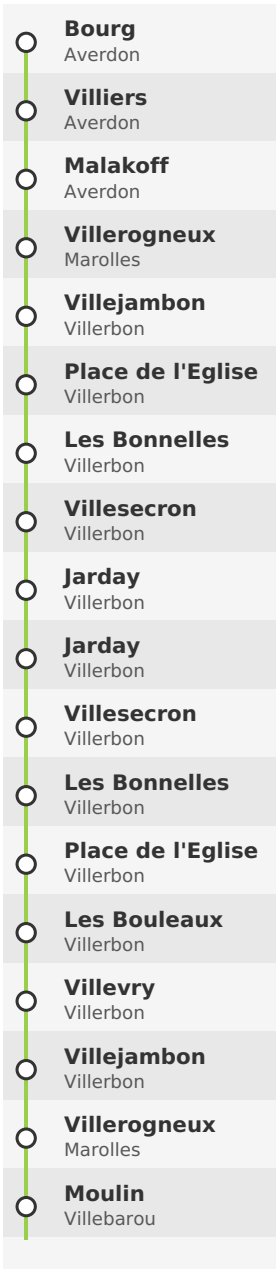 Bourg
Averdon
Villiers
Averdon
Malakoff
Averdon
Villerogneux
Marolles
Villejambon
Villerbon
Place de l'Eglise
Villerbon
Les Bonnelles
Villerbon
Villesecron
Villerbon
Jarday
Villerbon
Jarday
Villerbon
Villesecron
Villerbon
Les Bonnelles
Villerbon
Place de l'Eglise
Villerbon
Les Bouleaux
Villerbon
Villevry
Villerbon
Villejambon
Villerbon
Villerogneux
Marolles
Moulin
Villebarou